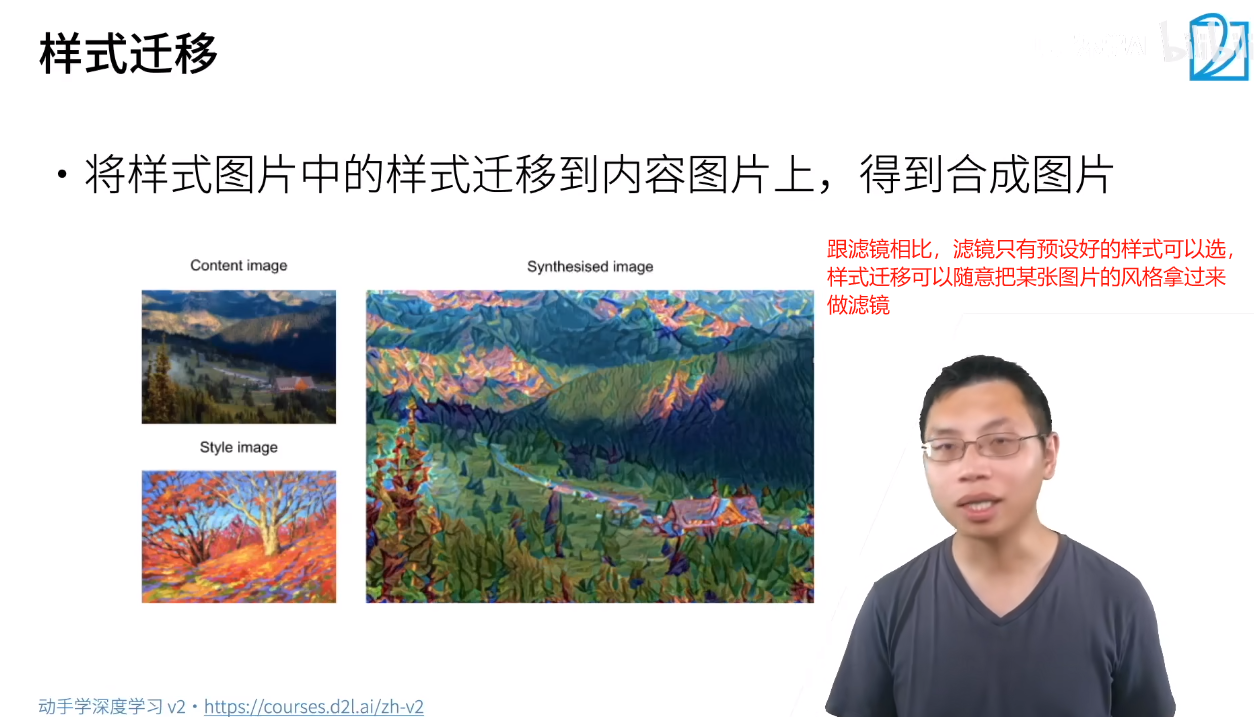 样式迁移
• 将样式图片中的样式迁移到内容图片上，得到合成图片
Content image
Synthesised image
Style image
跟滤镜相比，滤镜只有预设好的样式可以选，
样式迁移可以随意把某张图片的风格拿过来
做滤镜
动手学深度学习 v2 • https://courses.d2l.ai/zh-v2